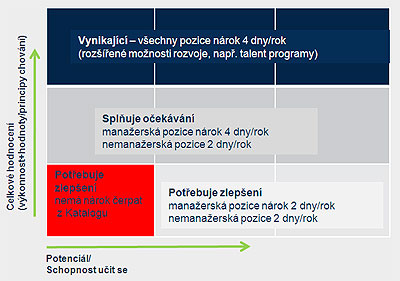 Vynikající – všechny pozice nárok 4 dny/rok
(rozšířené možnosti rozvoje, např. talent programy)
Celkové hodnocení
(výkonnost+hodnoty/principy chování)
Splňuje očekávání
manažerská pozice nárok 4 dny/rok
nemanažerská pozice 2 dny/rok
Potřebuje
zlepšení
nemá nárok čerpat
z Katalogu
Potřebuje zlepšení
manažerská pozice nárok 2 dny/rok
nemanažerská pozice 2 dny/rok
Potenciál/
Schopnost učit se